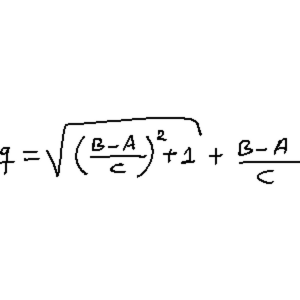 q = √((B-A)/C)² + 1) + (B-A)/C